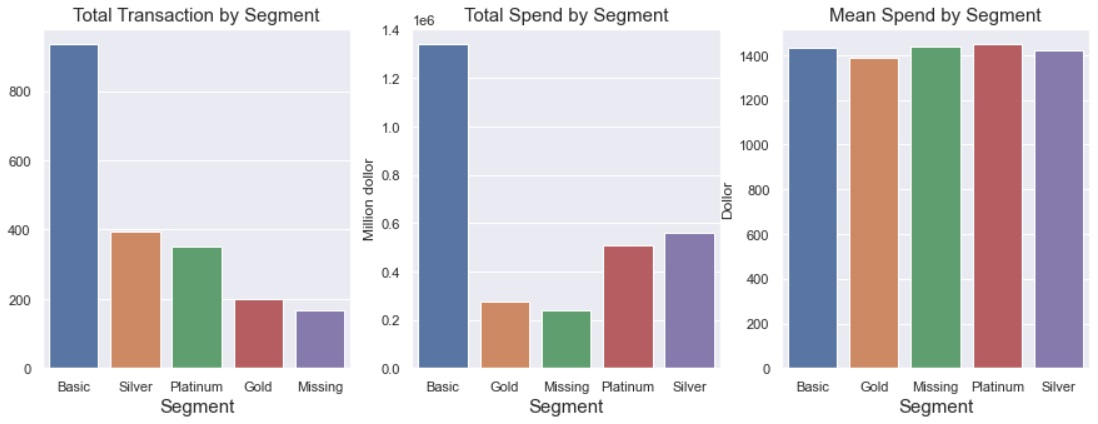 Total Transaction by Segment
800
600
400
200
0
Basic Silver Platinum Gold Missing
Segment
Total Spend by Segment
1e6
1.4
1.2
1.0
0.8
0.6
0.4
0.2
0.0
Million dollor
Basic Gold Missing Platinum Silver
Segment
Mean Spend by Segment
1400
1200
1000
800
600
400
200
0
Dollor
Basic Gold Missing Platinum Silver
Segment